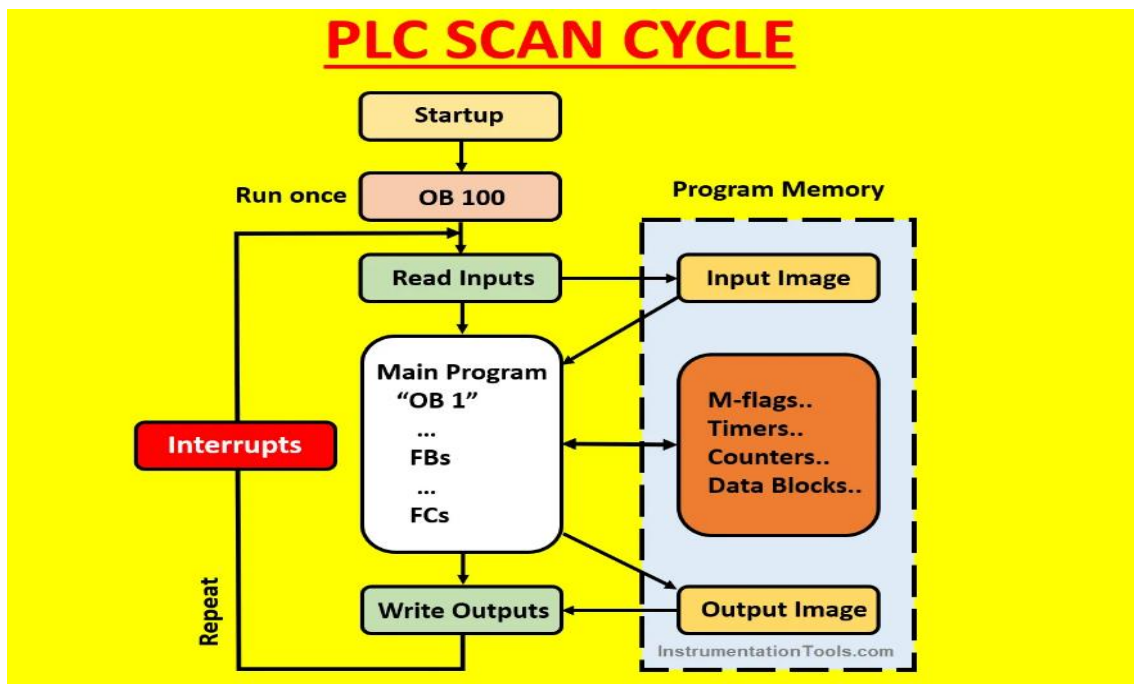 PLC SCAN CYCLE
Startup
Run once
OB 100
Program Memory
Read Inputs
Input Image
Main Program
“OB 1”
...
FBs
...
FCs
M-flags..
Timers..
Counters..
Data Blocks..
Interrupts
Repeat
Write Outputs
Output Image
InstrumentationTools.com